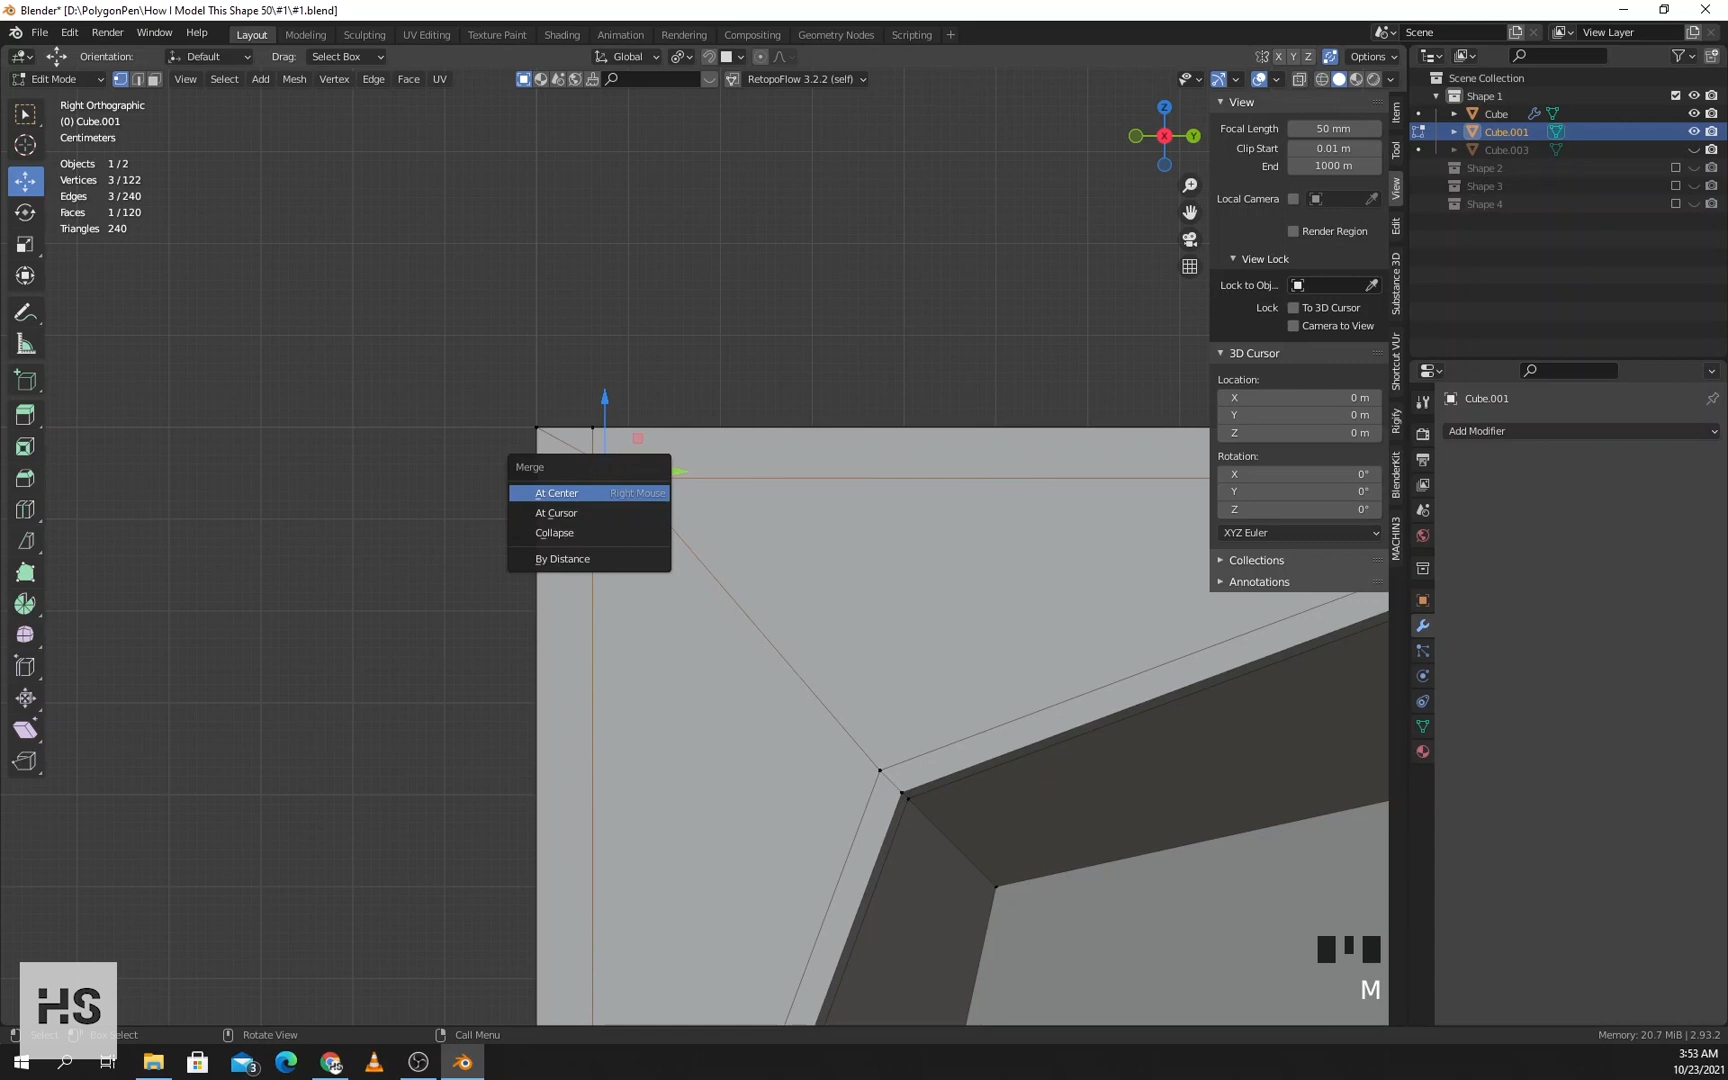 Blender* [D:\PolygonPen\How I Model This Shape 50\#1\#1.blend]
File Edit Render Window Help Layout Modeling Sculpting UV Editing Texture Paint Shading Animation Rendering Compositing Geometry Nodes Scripting + Scene View Layer
Orientation: Default Drag: Select Box Global X Y Z Options
Edit Mode View Select Add Mesh Vertex Edge Face UV RetopoFlow 3.2.2 (self)
Right Orthographic
(0) Cube.001
Centimeters
Objects 1/2
Vertices 3/122
Edges 3/240
Faces 1/120
Triangles 240
Z
X
Y
Merge
At Center Right Mouse
At Cursor
Collapse
By Distance
View
Focal Length 50 mm
Clip Start 0.01 m
End 1000 m
Local Camera
Render Region
View Lock
Lock to Obj...
Lock To 3D Cursor
Camera to View
3D Cursor
Location:
X 0 m
Y 0 m
Z 0 m
Rotation:
X 0°
Y 0°
Z 0°
XYZ Euler
Collections
Annotations
Item
Tool
View
Edit
Substance 3D
Shortcut VUr
Rigify
BlenderKit
MACHIN3
Scene Collection
Shape 1
Cube
Cube.001
Cube.003
Shape 2
Shape 3
Shape 4
Cube.001
Add Modifier
M
HS
Select Box Select Rotate View Call Menu Memory: 20.7 MiB | 2.93.2
3
3:53 AM
10/23/2021